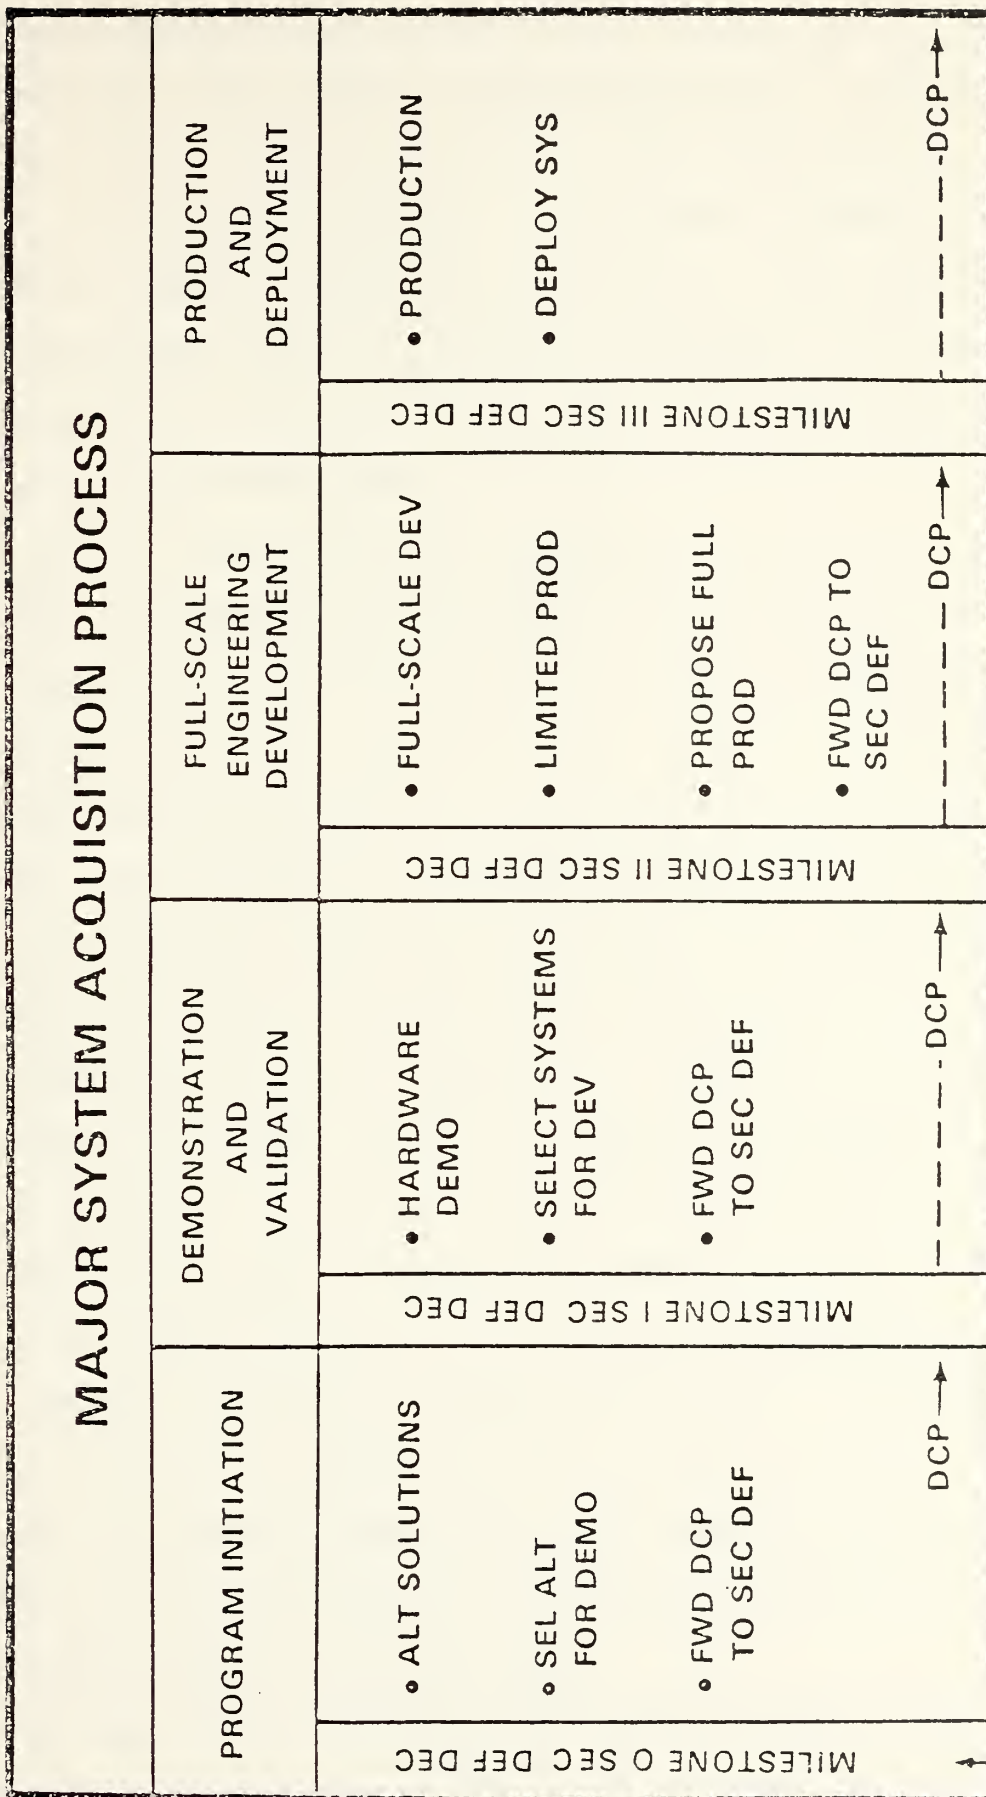 MAJOR SYSTEM ACQUISITION PROCESS
PROGRAM INITIATION
DEMONSTRATION
AND
VALIDATION
FULL-SCALE
ENGINEERING
DEVELOPMENT
PRODUCTION
AND
DEPLOYMENT
MILESTONE O SEC DEF DEC
• ALT SOLUTIONS
• SEL ALT
FOR DEMO
• FWD DCP
TO SEC DEF
DCP
MILESTONE I SEC DEF DEC
• HARDWARE
DEMO
• SELECT SYSTEMS
FOR DEV
• FWD DCP
TO SEC DEF
DCP
MILESTONE II SEC DEF DEC
• FULL-SCALE DEV
• LIMITED PROD
• PROPOSE FULL
PROD
• FWD DCP TO
SEC DEF
DCP
MILESTONE III SEC DEF DEC
• PRODUCTION
• DEPLOY SYS
DCP